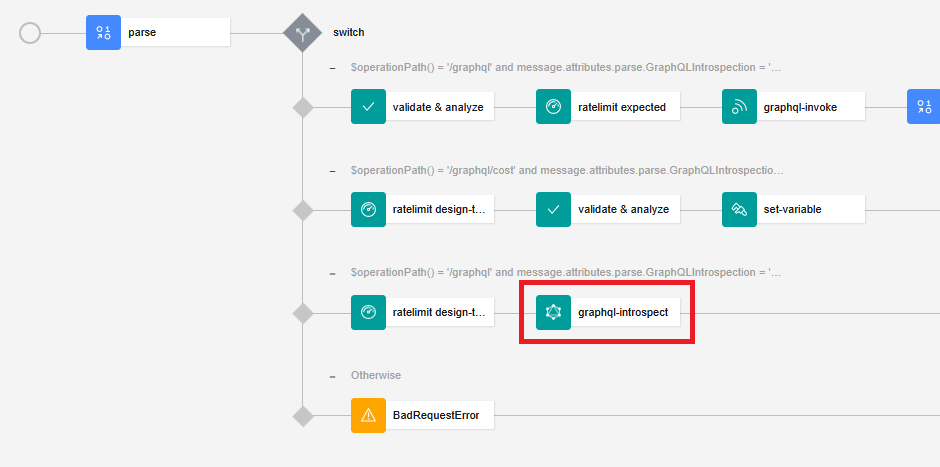 parse
switch
$operationPath() = '/graphql' and message.attributes.parse.GraphQLIntrospection = '...
validate & analyze
ratelimit expected
graphql-invoke
$operationPath() = '/graphql/cost' and message.attributes.parse.GraphQLIntrospectio...
ratelimit design-t...
validate & analyze
set-variable
$operationPath() = '/graphql' and message.attributes.parse.GraphQLIntrospection = '...
ratelimit design-t...
graphql-introspect
Otherwise
BadRequestError